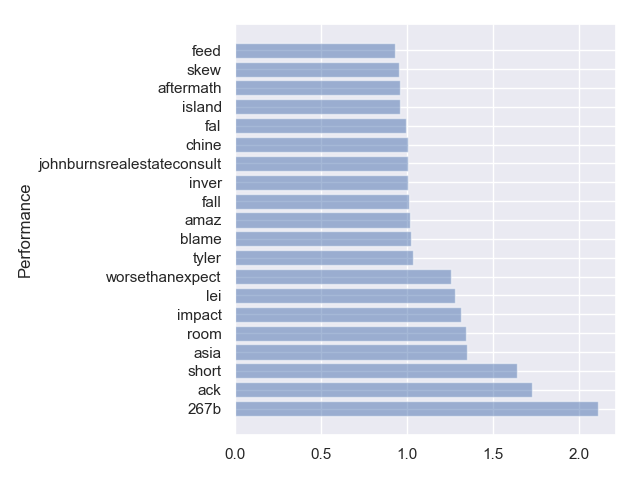 feed
skew
aftermath
island
fal
chine
johnburnsrealestateconsult
inver
fall
amaz
blame
tyler
worsethanexpect
lei
impact
room
asia
short
ack
267b
Performance
0.0 0.5 1.0 1.5 2.0